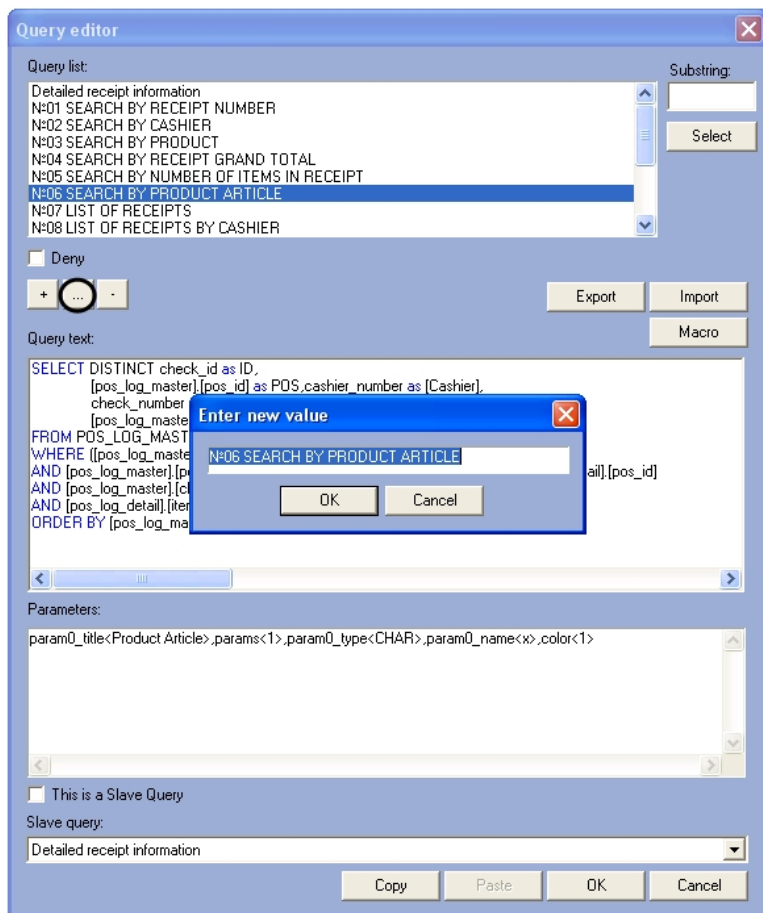 Query editor
Query list:
Substring:
Detailed receipt information
№01 SEARCH BY RECEIPT NUMBER
№02 SEARCH BY CASHIER
№03 SEARCH BY PRODUCT
№04 SEARCH BY RECEIPT GRAND TOTAL
№05 SEARCH BY NUMBER OF ITEMS IN RECEIPT
№06 SEARCH BY PRODUCT ARTICLE
№07 LIST OF RECEIPTS
№08 LIST OF RECEIPTS BY CASHIER
Select
Deny
+ ... -
Export Import
Macro
Query text:
SELECT DISTINCT check_id as ID,
[pos_log_master].[pos_id] as POS,cashier_number as [Cashier],
check_number
[pos_log_maste
FROM POS_LOG_MAST
WHERE ([pos_log_maste
AND [pos_log_master].[p ail].[pos_id]
AND [pos_log_master].[c
AND [pos_log_detail].[iter
ORDER BY [pos_log_ma
Enter new value
№06 SEARCH BY PRODUCT ARTICLE
OK Cancel
Parameters:
param0_title<Product Article>,params<1>,param0_type<CHAR>,param0_name<x>,color<1>
This is a Slave Query
Slave query:
Detailed receipt information
Copy Paste OK Cancel